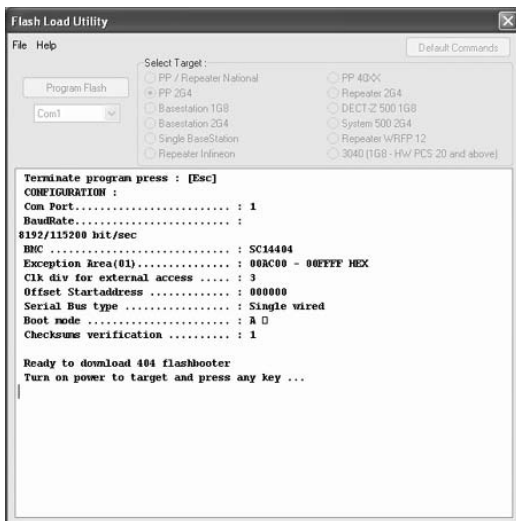 Flash Load Utility
File Help
Default Commands
Select Target :
Program Flash
Com1
PP / Repeater National
PP 2G4
Basestation 1G8
Basestation 2G4
Single BaseStation
Repeater Infineon
PP 40XX
Repeater 2G4
DECT-Z 500 1G8
System 500 2G4
Repeater WRFP 12
3040 (1G8 - HW PCS 20 and above)
Terminate program press : [Esc]
CONFIGURATION :
Com Port........................ : 1
BaudRate........................ :
8192/115200 bit/sec
BMC ............................ : SC14404
Exception Area(01).............. : 00AC00 - 00FFFF HEX
Clk div for external access ..... : 3
Offset Startaddress ............. : 000000
Serial Bus type ................. : Single wired
Boot mode ...................... : A □
Checksums verification .......... : 1
Ready to download 404 flashbooter
Turn on power to target and press any key ...